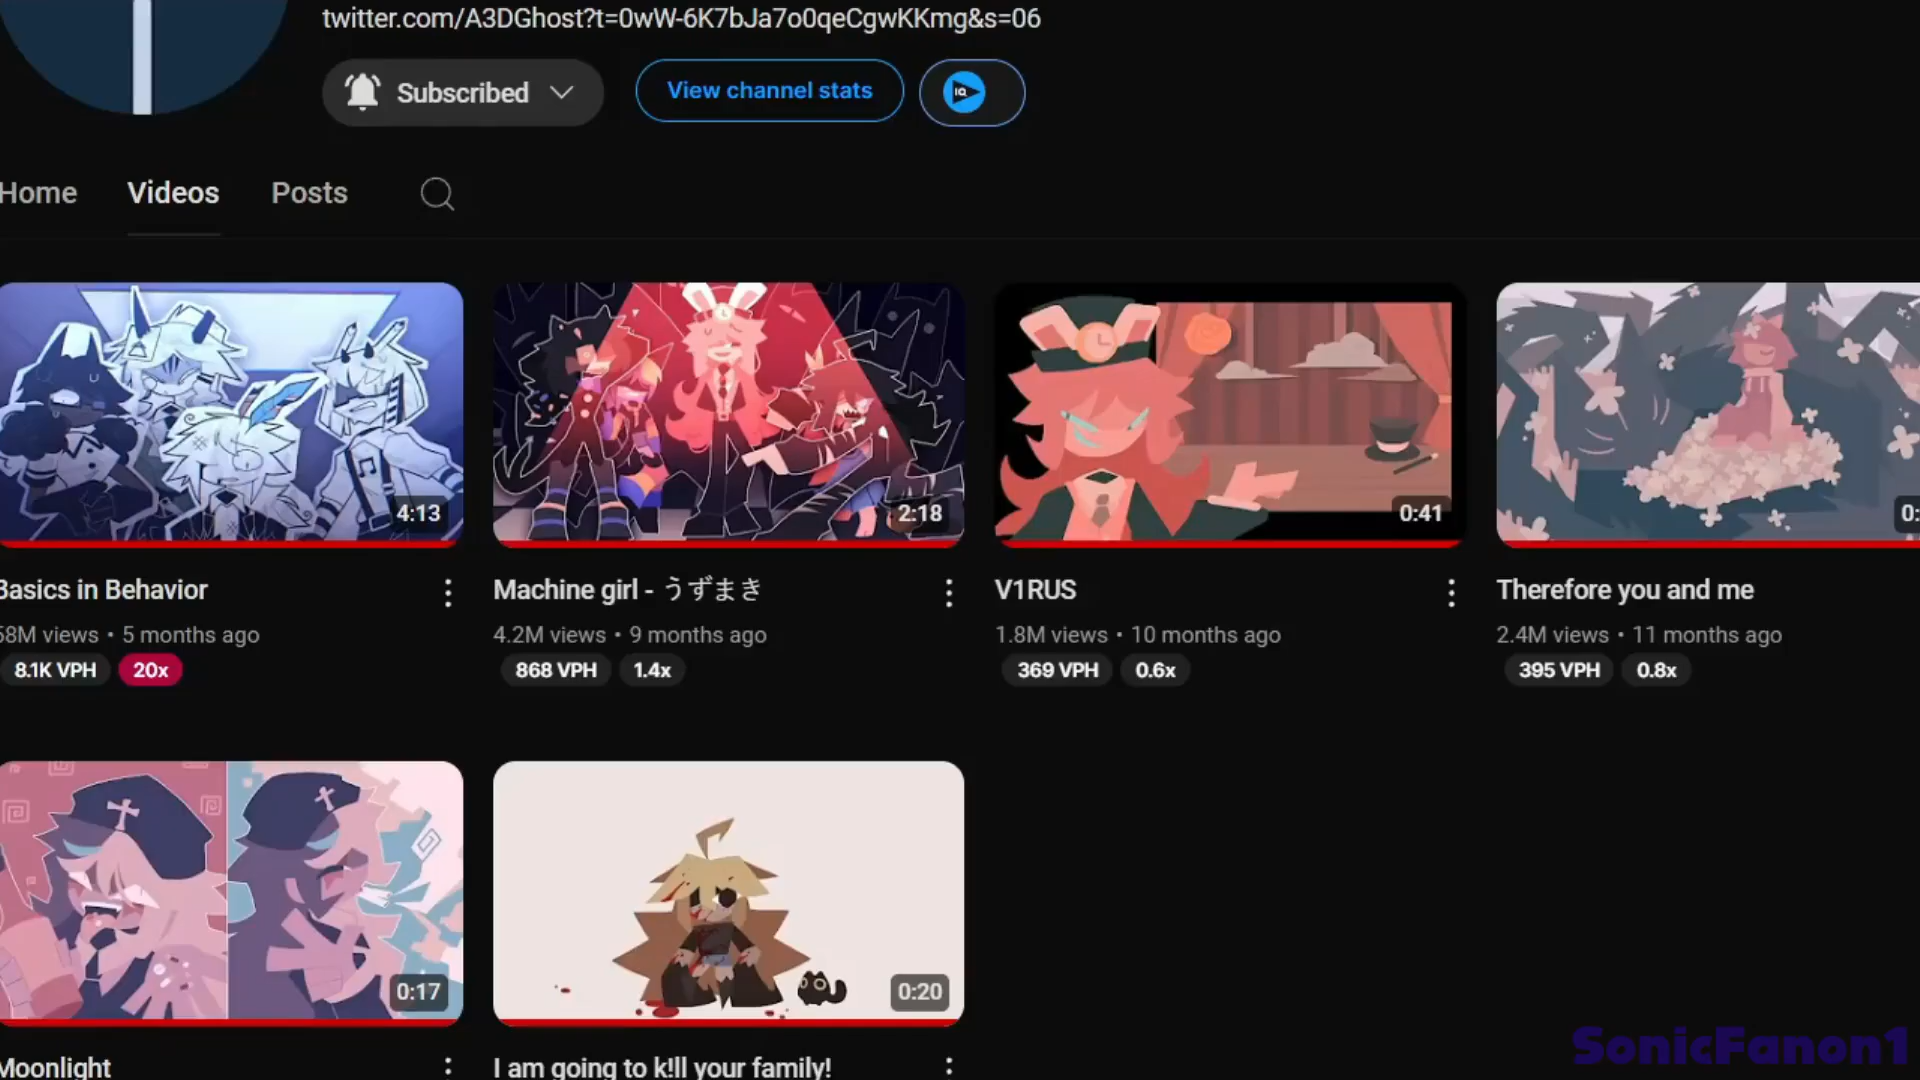 twitter.com/A3DGhost?t=0wW-6K7bJa7o0qeCgwKKmg&s=06
Subscribed
View channel stats
IQ
Home
Videos
Posts
4:13
2:18
0:41
0:
Basics in Behavior
Machine girl - うずまき
V1RUS
Therefore you and me
58M views • 5 months ago
4.2M views • 9 months ago
1.8M views • 10 months ago
2.4M views • 11 months ago
8.1K VPH
20x
868 VPH
1.4x
369 VPH
0.6x
395 VPH
0.8x
0:17
0:20
Moonlight
I am going to k!ll your family!
SonicFanon1